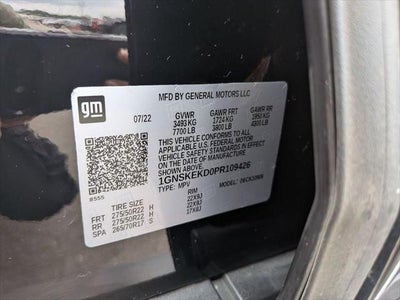 gm
MFD BY GENERAL MOTORS LLC
07/22
GVWR GAWR FRT GAWR RR
3493 KG 1724 KG 1950 KG
7700 LB 3800 LB 4300 LB
THIS VEHICLE CONFORMS TO ALL
APPLICABLE U.S. FEDERAL MOTOR
VEHICLE SAFETY STANDARDS IN
EFFECT ON THE DATE OF
MANUFACTURE SHOWN ABOVE.
1GNSKEKD0PR109426
TYPE: MPV MODEL:
TIRE SIZE RIM
FRT 275/50R22 H 22X9J
RR 275/50R22 H 22X9J
SPA 265/70R17 S 17X8J